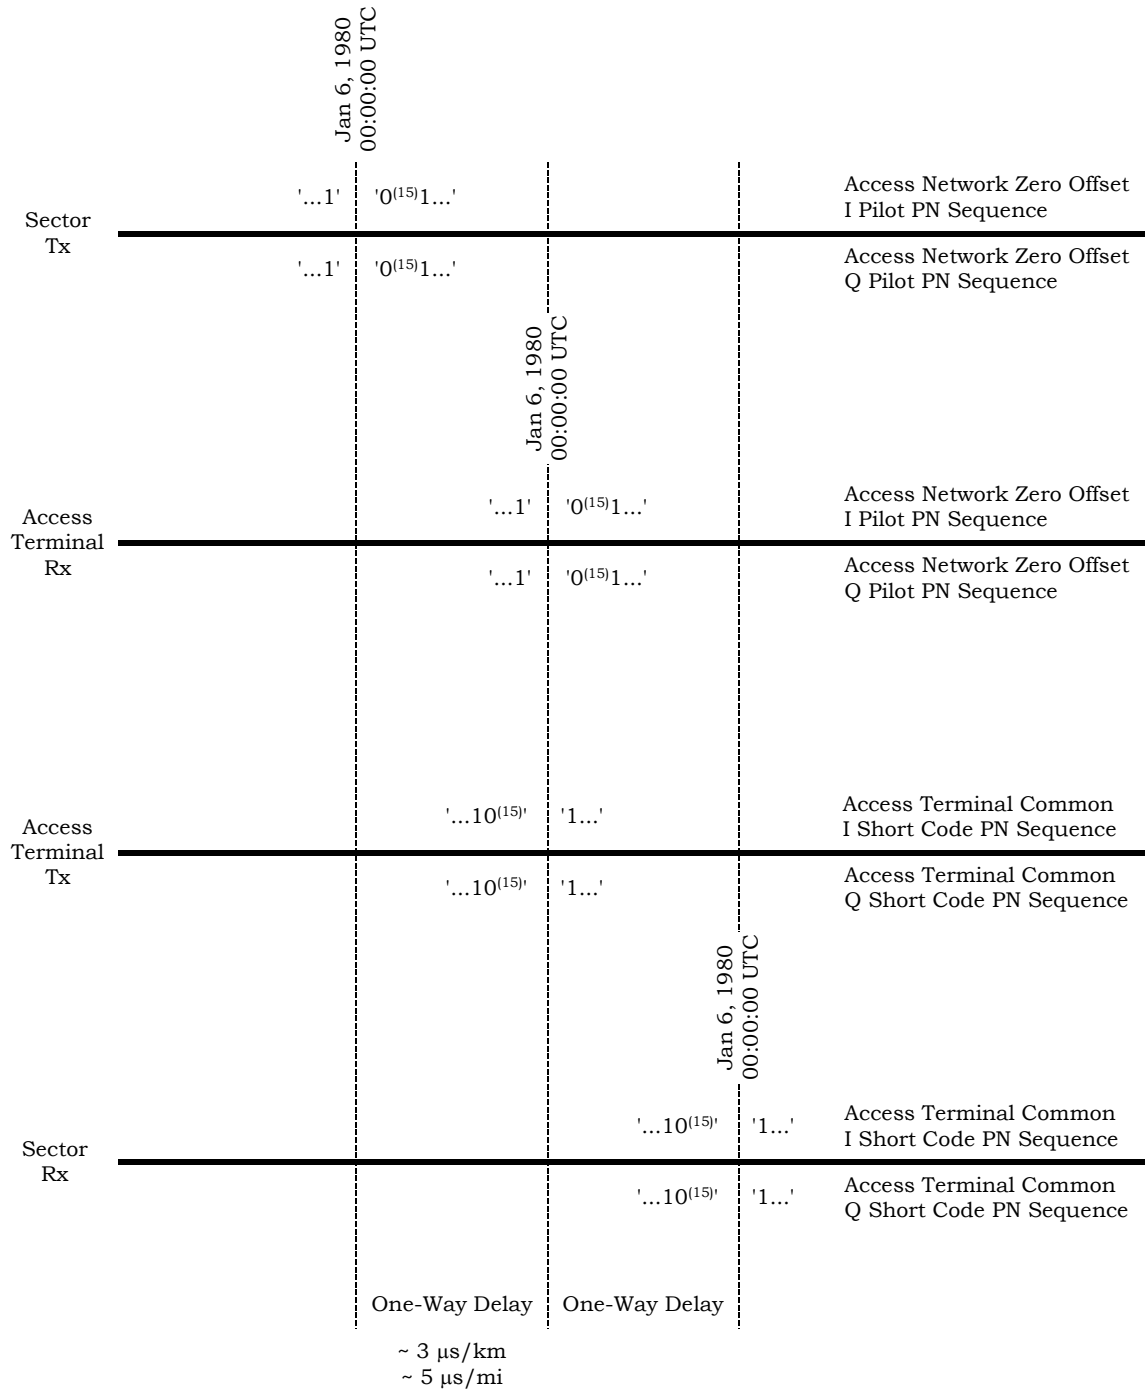 Jan 6, 1980
00:00:00 UTC
'...1' '0(15)1...'
Access Network Zero Offset
I Pilot PN Sequence
Sector
Tx
'...1' '0(15)1...'
Access Network Zero Offset
Q Pilot PN Sequence
Jan 6, 1980
00:00:00 UTC
'...1' '0(15)1...'
Access Network Zero Offset
I Pilot PN Sequence
Access
Terminal
Rx
'...1' '0(15)1...'
Access Network Zero Offset
Q Pilot PN Sequence
'...10(15)' '1...'
Access Terminal Common
I Short Code PN Sequence
Access
Terminal
Tx
'...10(15)' '1...'
Access Terminal Common
Q Short Code PN Sequence
Jan 6, 1980
00:00:00 UTC
'...10(15)' '1...'
Access Terminal Common
I Short Code PN Sequence
Sector
Rx
'...10(15)' '1...'
Access Terminal Common
Q Short Code PN Sequence
One-Way Delay One-Way Delay
~ 3 µs/km
~ 5 µs/mi